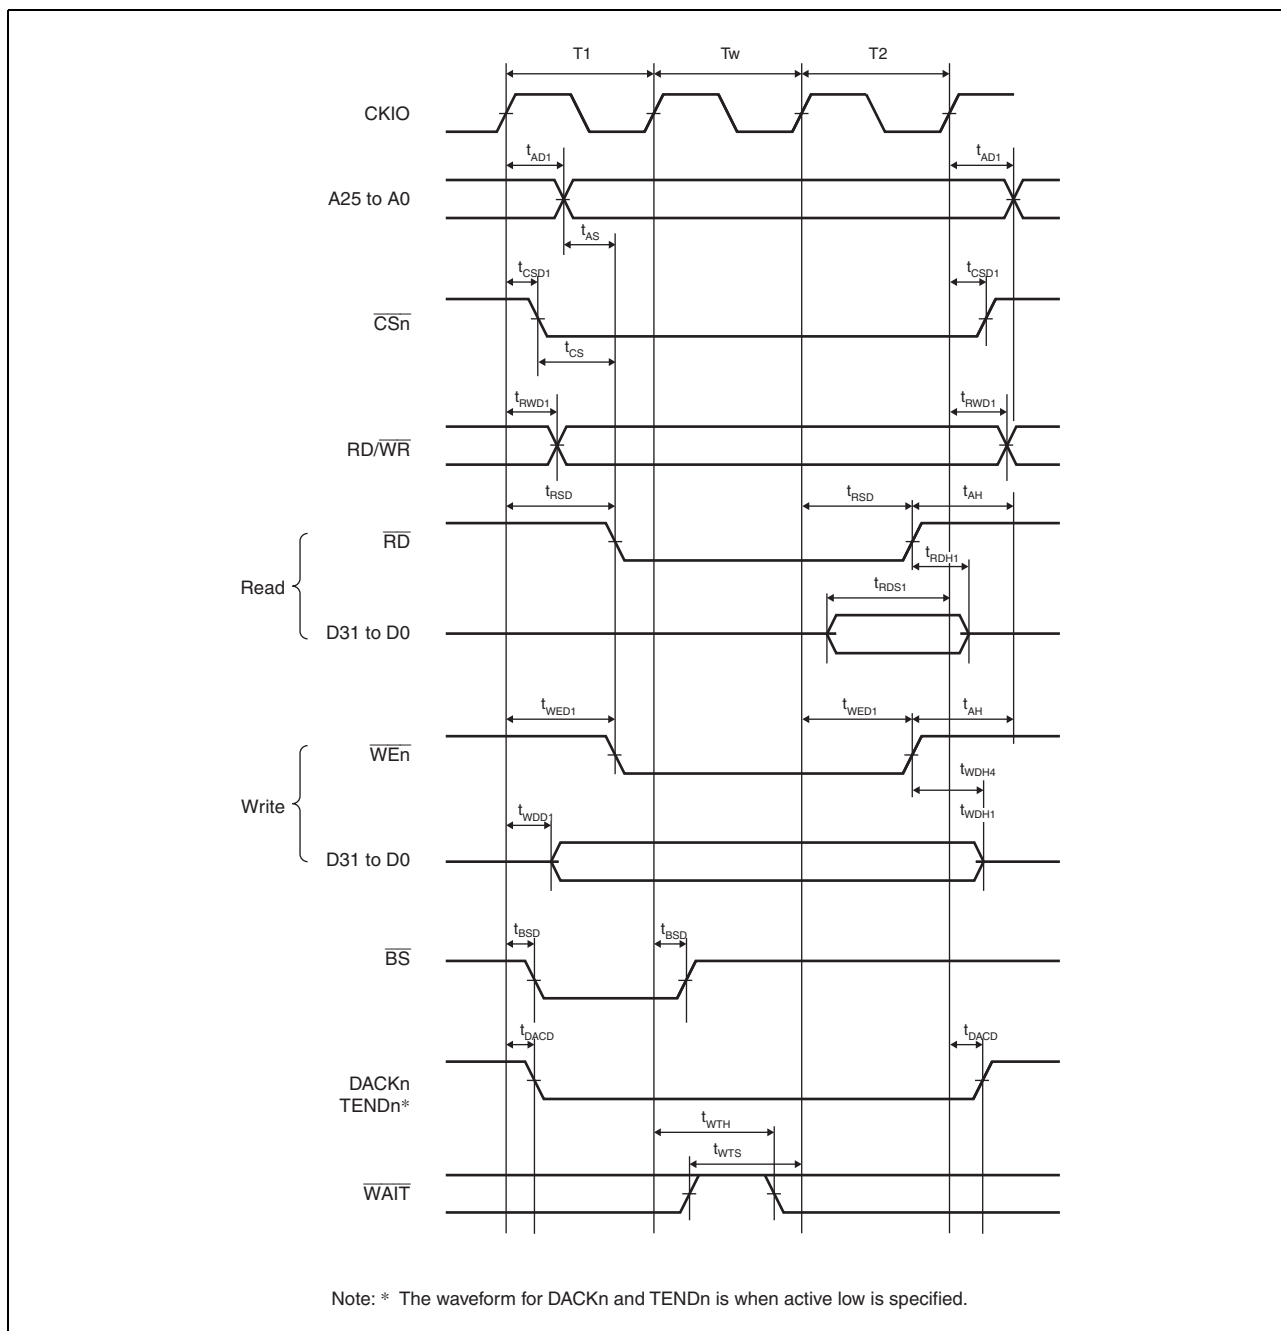 T1 Tw T2
CKIO
tAD1 tAD1
A25 to A0
tAS
tCSD1 tCSD1
CSn
tCS
tRWD1 tRWD1
RD/WR
tRSD tRSD tAH
RD
tRDH1
Read
tRDS1
D31 to D0
tWED1 tWED1 tAH
WEn
tWDH4
Write
tWDD1 tWDH1
D31 to D0
tBSD tBSD
BS
tDACD tDACD
DACKn
TENDn*
tWTH
tWTS
WAIT
Note: * The waveform for DACKn and TENDn is when active low is specified.